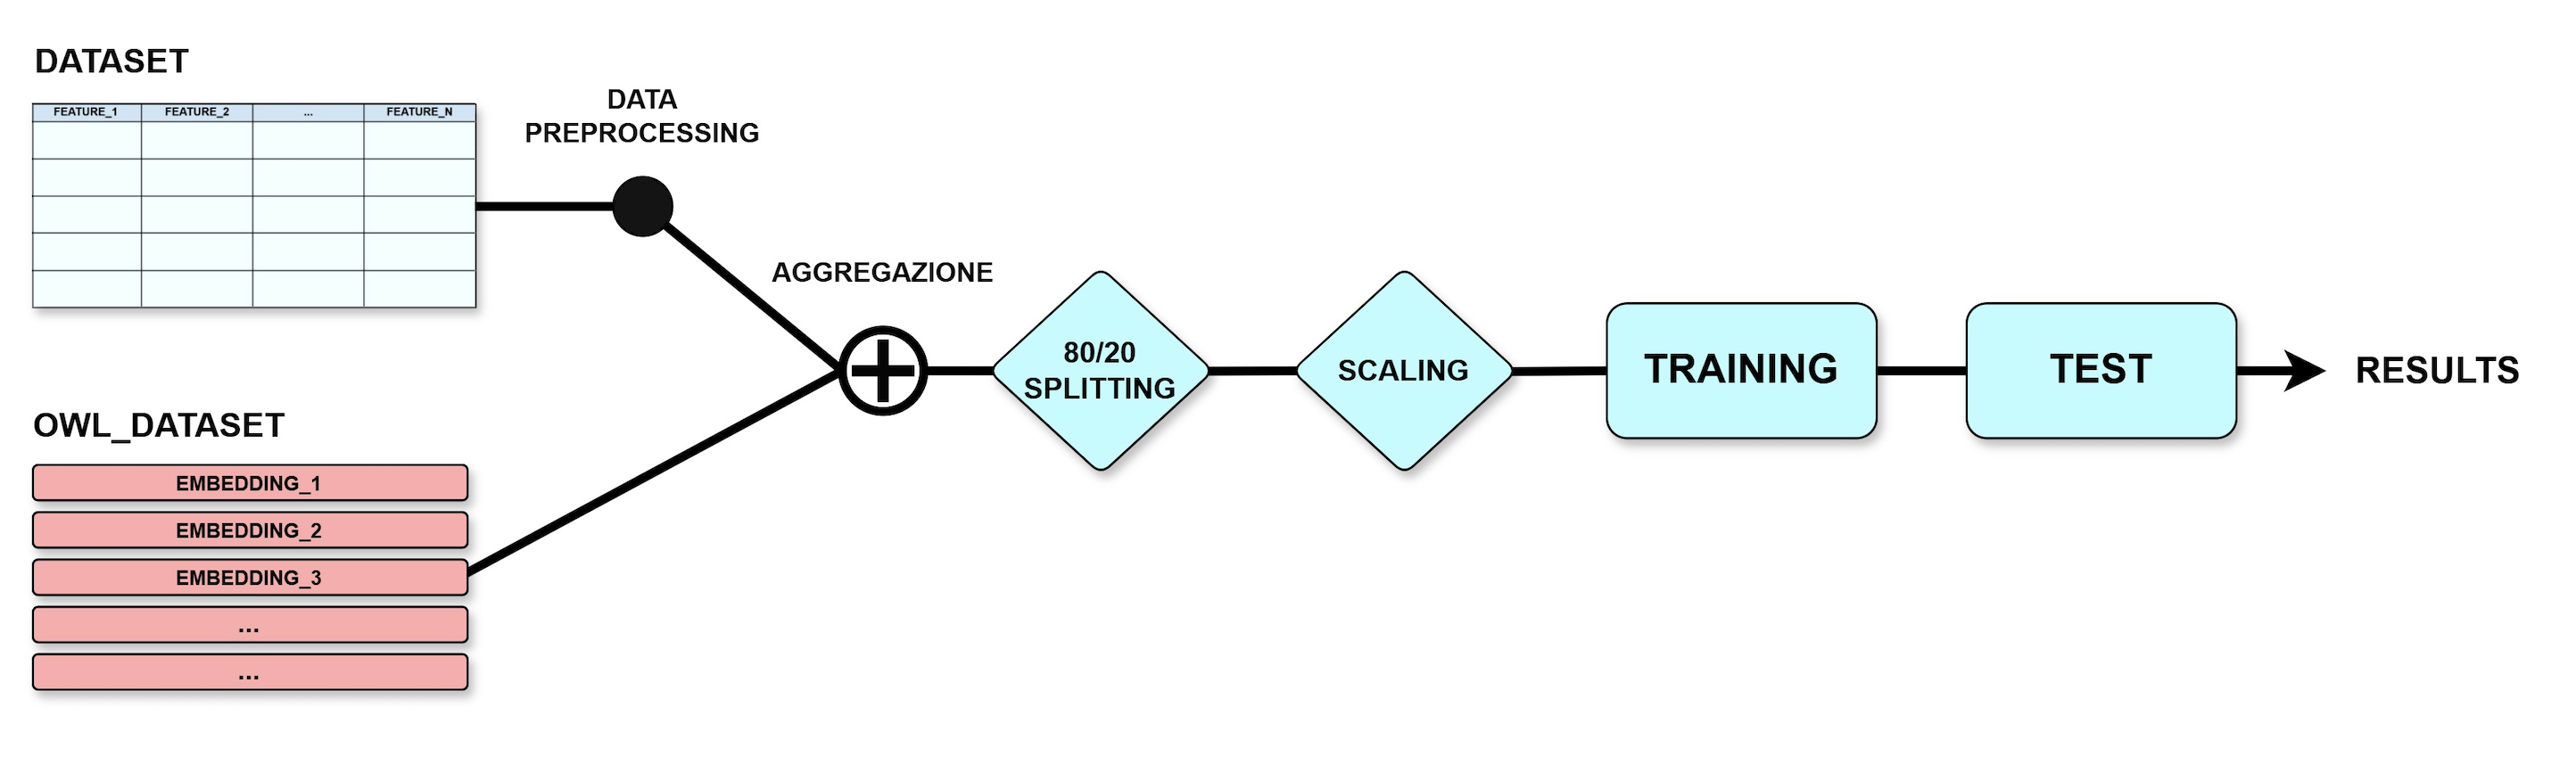 DATASET
FEATURE_1 FEATURE_2 ... FEATURE_N
DATA
PREPROCESSING
AGGREGAZIONE
OWL_DATASET
EMBEDDING_1
EMBEDDING_2
EMBEDDING_3
...
...
80/20
SPLITTING
SCALING
TRAINING
TEST
RESULTS